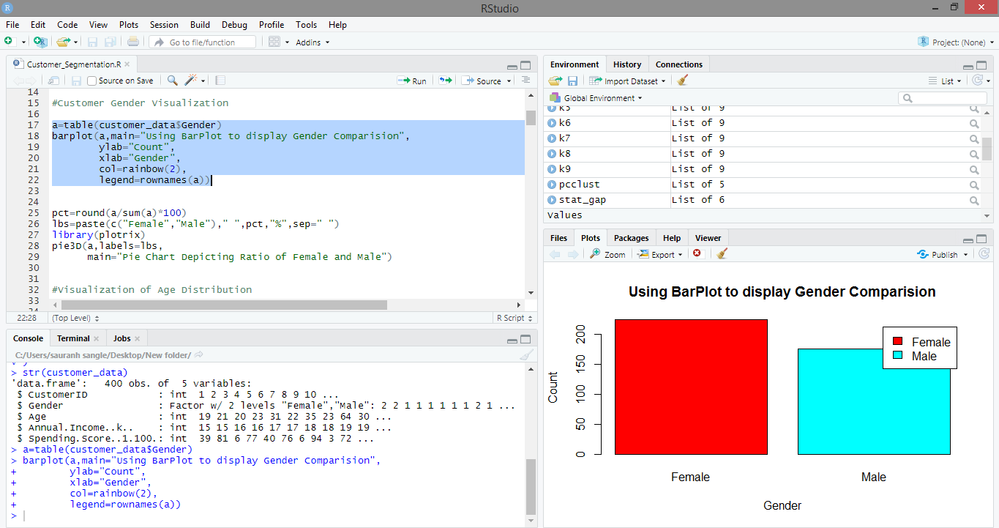 RStudio
File Edit Code View Plots Session Build Debug Profile Tools Help
Go to file/function Addins Project: (None)
Customer_Segmentation.R
Source on Save Run Source
14
15 #Customer Gender Visualization
16
17 a=table(customer_data$Gender)
18 barplot(a,main="Using BarPlot to display Gender Comparision",
19 ylab="Count",
20 xlab="Gender",
21 col=rainbow(2),
22 legend=rownames(a))
23
24
25 pct=round(a/sum(a)*100)
26 lbs=paste(c("Female","Male")," ",pct,"%",sep=" ")
27 library(plotrix)
28 pie3D(a,labels=lbs,
29 main="Pie Chart Depicting Ratio of Female and Male")
30
31
32 #Visualization of Age Distribution
33
22:28 (Top Level) R Script
Console Terminal Jobs
C:/Users/sauranh sangle/Desktop/New folder/
> str(customer_data)
'data.frame': 400 obs. of 5 variables:
$ CustomerID : int 1 2 3 4 5 6 7 8 9 10 ...
$ Gender : Factor w/ 2 levels "Female","Male": 2 2 1 1 1 1 1 1 2 1 ...
$ Age : int 19 21 20 23 31 22 35 23 64 30 ...
$ Annual.Income..k.. : int 15 15 16 16 17 17 18 18 19 19 ...
$ Spending.Score..1.100.: int 39 81 6 77 40 76 6 94 3 72 ...
> a=table(customer_data$Gender)
> barplot(a,main="Using BarPlot to display Gender Comparision",
+ ylab="Count",
+ xlab="Gender",
+ col=rainbow(2),
+ legend=rownames(a))
>
Environment History Connections
Import Dataset List
Global Environment
k5 List of 9
k6 List of 9
k7 List of 9
k8 List of 9
k9 List of 9
pcclust List of 5
stat_gap List of 6
Values
Files Plots Packages Help Viewer
Zoom Export Publish
Using BarPlot to display Gender Comparision
Count
200
150
100
50
0
Female
Male
Female Male
Gender